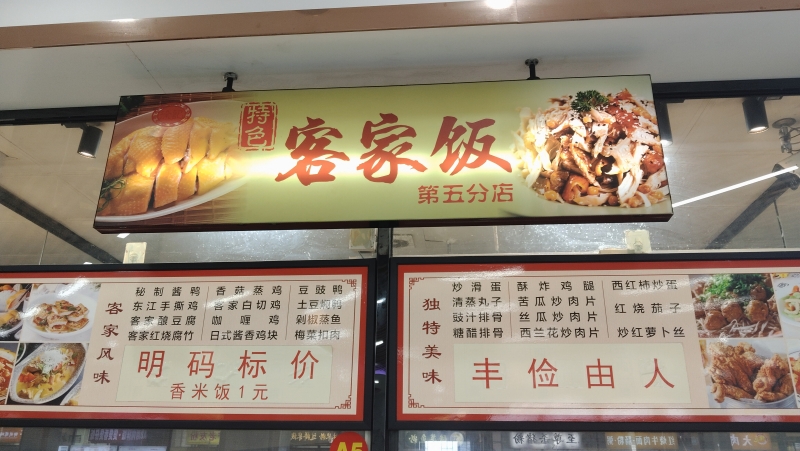 特色
客家饭
第五分店
客家风味
秘制酱鸭 香菇蒸鸡 豆豉鸭
东江手撕鸡 客家白切鸡 土豆焖鸭
客家酿豆腐 咖喱鸡 剁椒蒸鱼
客家红烧腐竹 日式酱香鸡块 梅菜扣肉
明码标价
香米饭1元
独特美味
炒滑蛋 酥炸鸡腿 西红柿炒蛋
清蒸丸子 苦瓜炒肉片 红烧茄子
豉汁排骨 丝瓜炒肉片
糖醋排骨 西兰花炒肉片 炒红萝卜丝
丰俭由人
A5